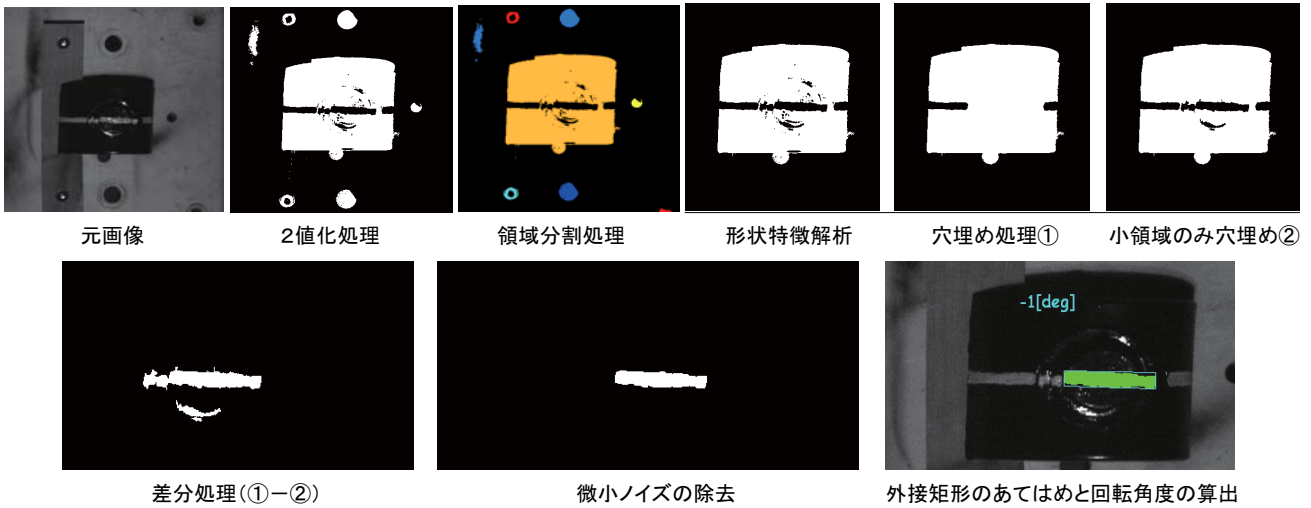 元画像
2値化処理
領域分割処理
形状特徴解析
穴埋め処理①
小領域のみ穴埋め②
-1[deg]
差分処理(①-②)
微小ノイズの除去
外接矩形のあてはめと回転角度の算出